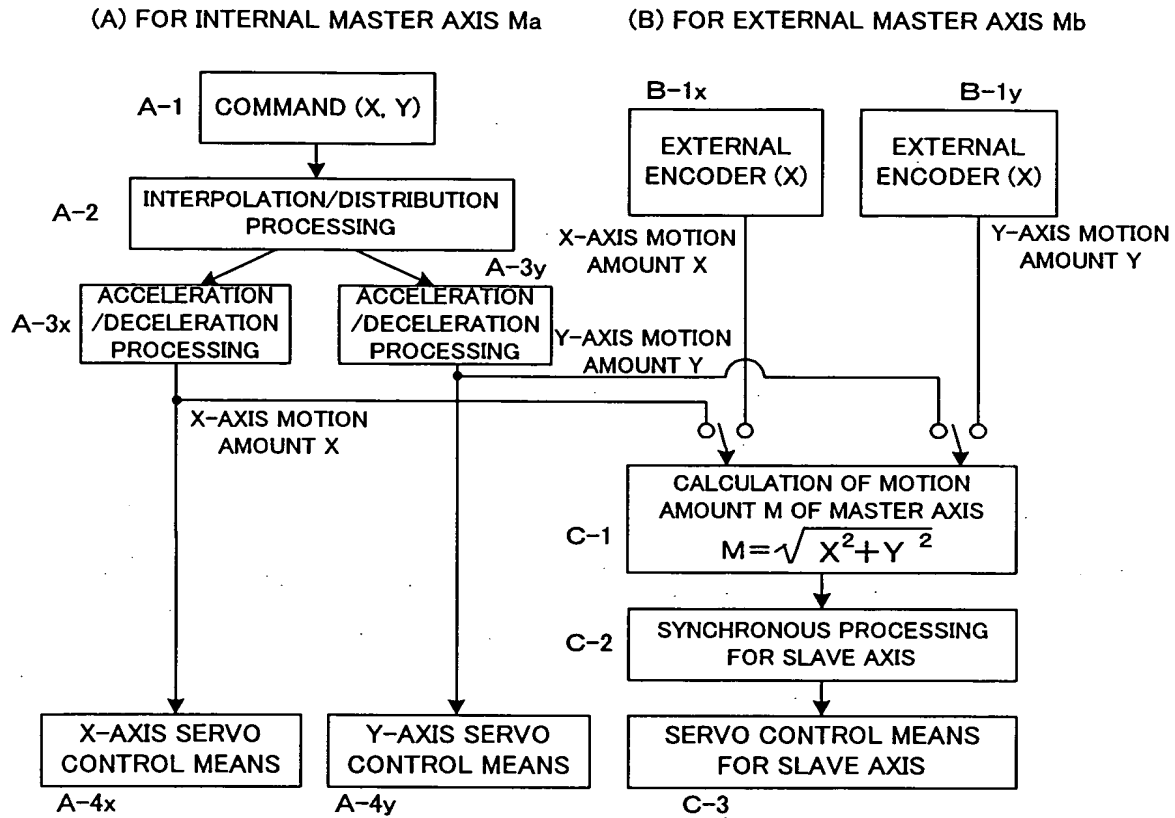 (A) FOR INTERNAL MASTER AXIS Ma
(B) FOR EXTERNAL MASTER AXIS Mb
A-1
COMMAND (X, Y)
A-2
INTERPOLATION/DISTRIBUTION
PROCESSING
A-3x
ACCELERATION
/DECELERATION
PROCESSING
A-3y
ACCELERATION
/DECELERATION
PROCESSING
X-AXIS MOTION
AMOUNT X
Y-AXIS MOTION
AMOUNT Y
X-AXIS SERVO
CONTROL MEANS
A-4x
Y-AXIS SERVO
CONTROL MEANS
A-4y
B-1x
EXTERNAL
ENCODER (X)
X-AXIS MOTION
AMOUNT X
B-1y
EXTERNAL
ENCODER (X)
Y-AXIS MOTION
AMOUNT Y
C-1
CALCULATION OF MOTION
AMOUNT M OF MASTER AXIS
M=√X²+Y²
C-2
SYNCHRONOUS PROCESSING
FOR SLAVE AXIS
SERVO CONTROL MEANS
FOR SLAVE AXIS
C-3